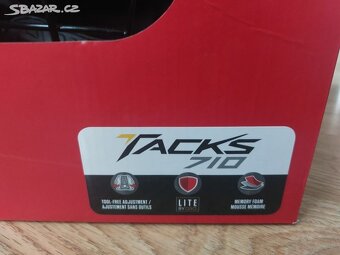 SBAZAR.CZ
TACKS
710
TOOL-FREE ADJUSTMENT /
AJUSTEMENT SANS OUTILS
LITE
MEMORY FOAM
MOUSSE MÉMOIRE